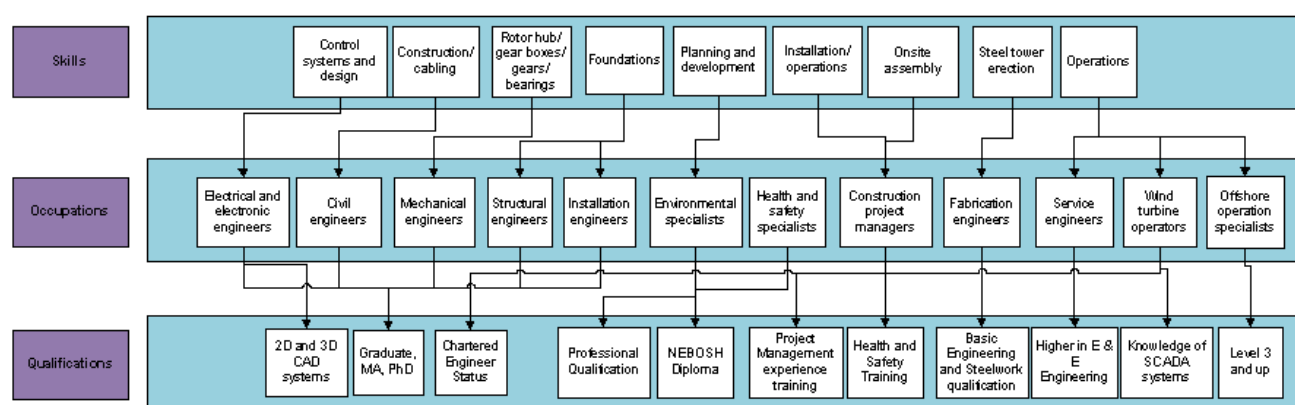 Skills
Control
systems and
design
Construction/
cabling
Rotor hub/
gear boxes/
gears/
bearings
Foundations
Planning and
development
Installation/
operations
Onsite
assembly
Steel tower
erection
Operations
Occupations
Electrical and
electronic
engineers
Civil
engineers
Mechanical
engineers
Structural
engineers
Installation
engineers
Environmental
specialists
Health and
safety
specialists
Construction
project
managers
Fabrication
engineers
Service
engineers
Wind
turbine
operators
Offshore
operation
specialists
Qualifications
2D and 3D
CAD
systems
Graduate,
MA, PhD
Chartered
Engineer
Status
Professional
Qualification
NEBOSH
Diploma
Project
Management
experience
training
Health and
Safety
Training
Basic
Engineering
and Steelwork
qualification
Higher in E &
E
Engineering
Knowledge of
SCADA
systems
Level 3
and up